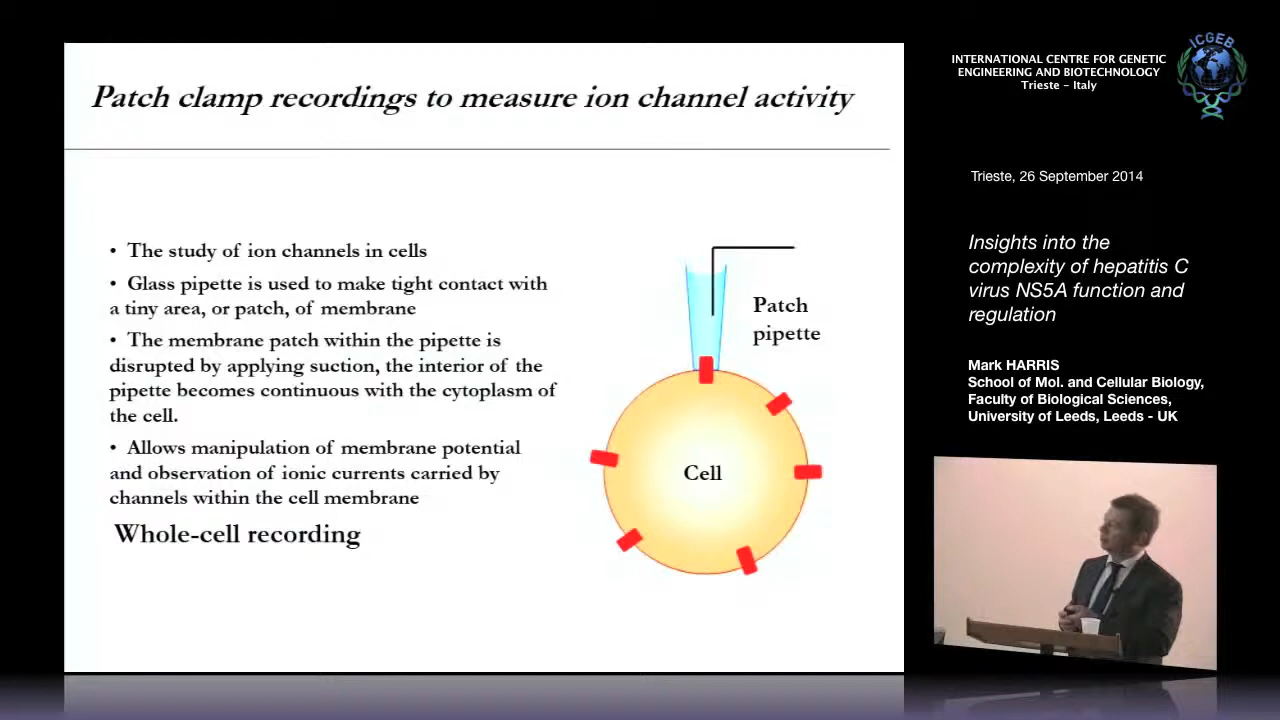 Patch clamp recordings to measure ion channel activity
• The study of ion channels in cells
• Glass pipette is used to make tight contact with
a tiny area, or patch, of membrane
• The membrane patch within the pipette is
disrupted by applying suction, the interior of the
pipette becomes continuous with the cytoplasm of
the cell.
• Allows manipulation of membrane potential
and observation of ionic currents carried by
channels within the cell membrane
Whole-cell recording
Patch
pipette
Cell
INTERNATIONAL CENTRE FOR GENETIC
ENGINEERING AND BIOTECHNOLOGY
Trieste - Italy
ICGEB
Trieste, 26 September 2014
Insights into the
complexity of hepatitis C
virus NS5A function and
regulation
Mark HARRIS
School of Mol. and Cellular Biology,
Faculty of Biological Sciences,
University of Leeds, Leeds - UK